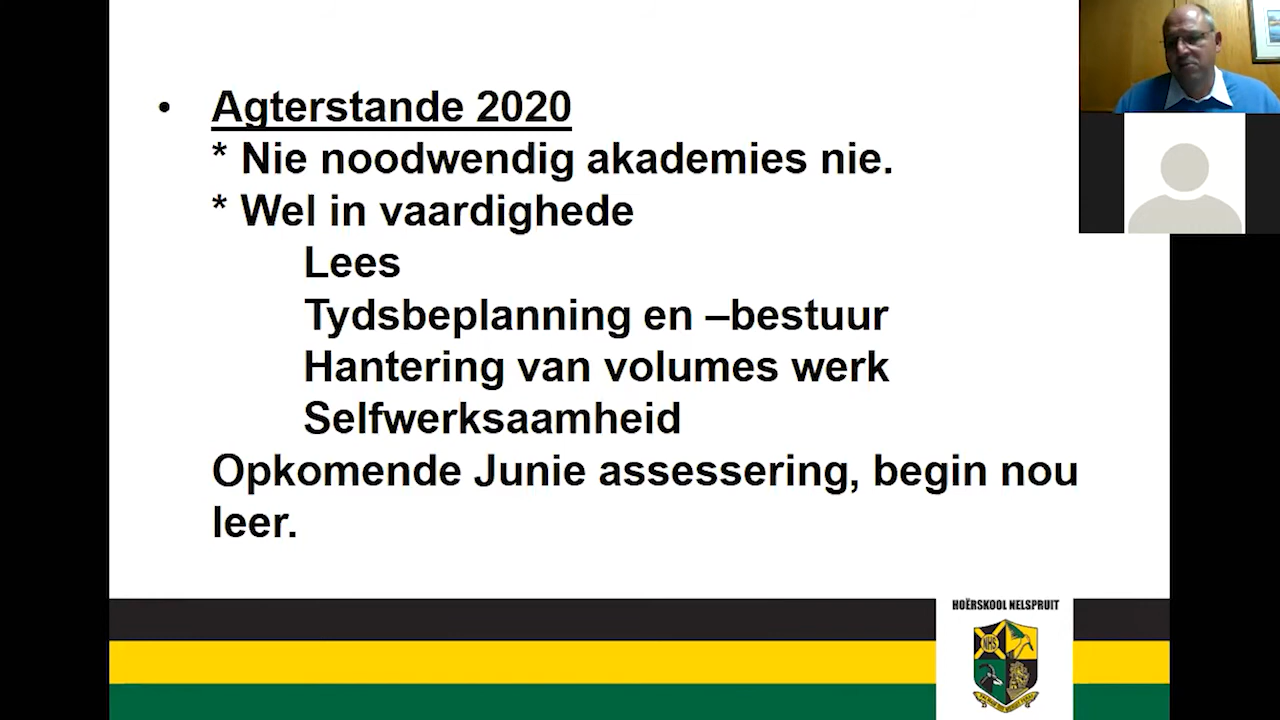 • Agterstande 2020
* Nie noodwendig akademies nie.
* Wel in vaardighede
Lees
Tydsbeplanning en –bestuur
Hantering van volumes werk
Selfwerksaamheid
Opkomende Junie assessering, begin nou
leer.
HOËRSKOOL NELSPRUIT
NHS